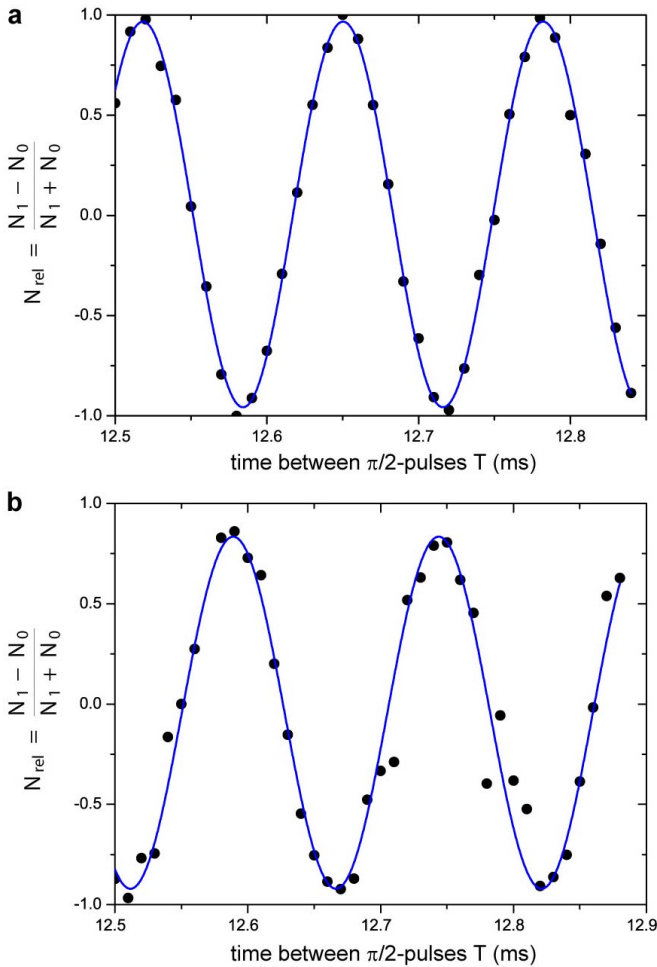 a
1.0
0.5
0.0
-0.5
-1.0
N_rel = (N_1 − N_0) / (N_1 + N_0)
12.5 12.6 12.7 12.8
time between π/2-pulses T (ms)
b
1.0
0.5
0.0
-0.5
-1.0
N_rel = (N_1 − N_0) / (N_1 + N_0)
12.5 12.6 12.7 12.8 12.9
time between π/2-pulses T (ms)